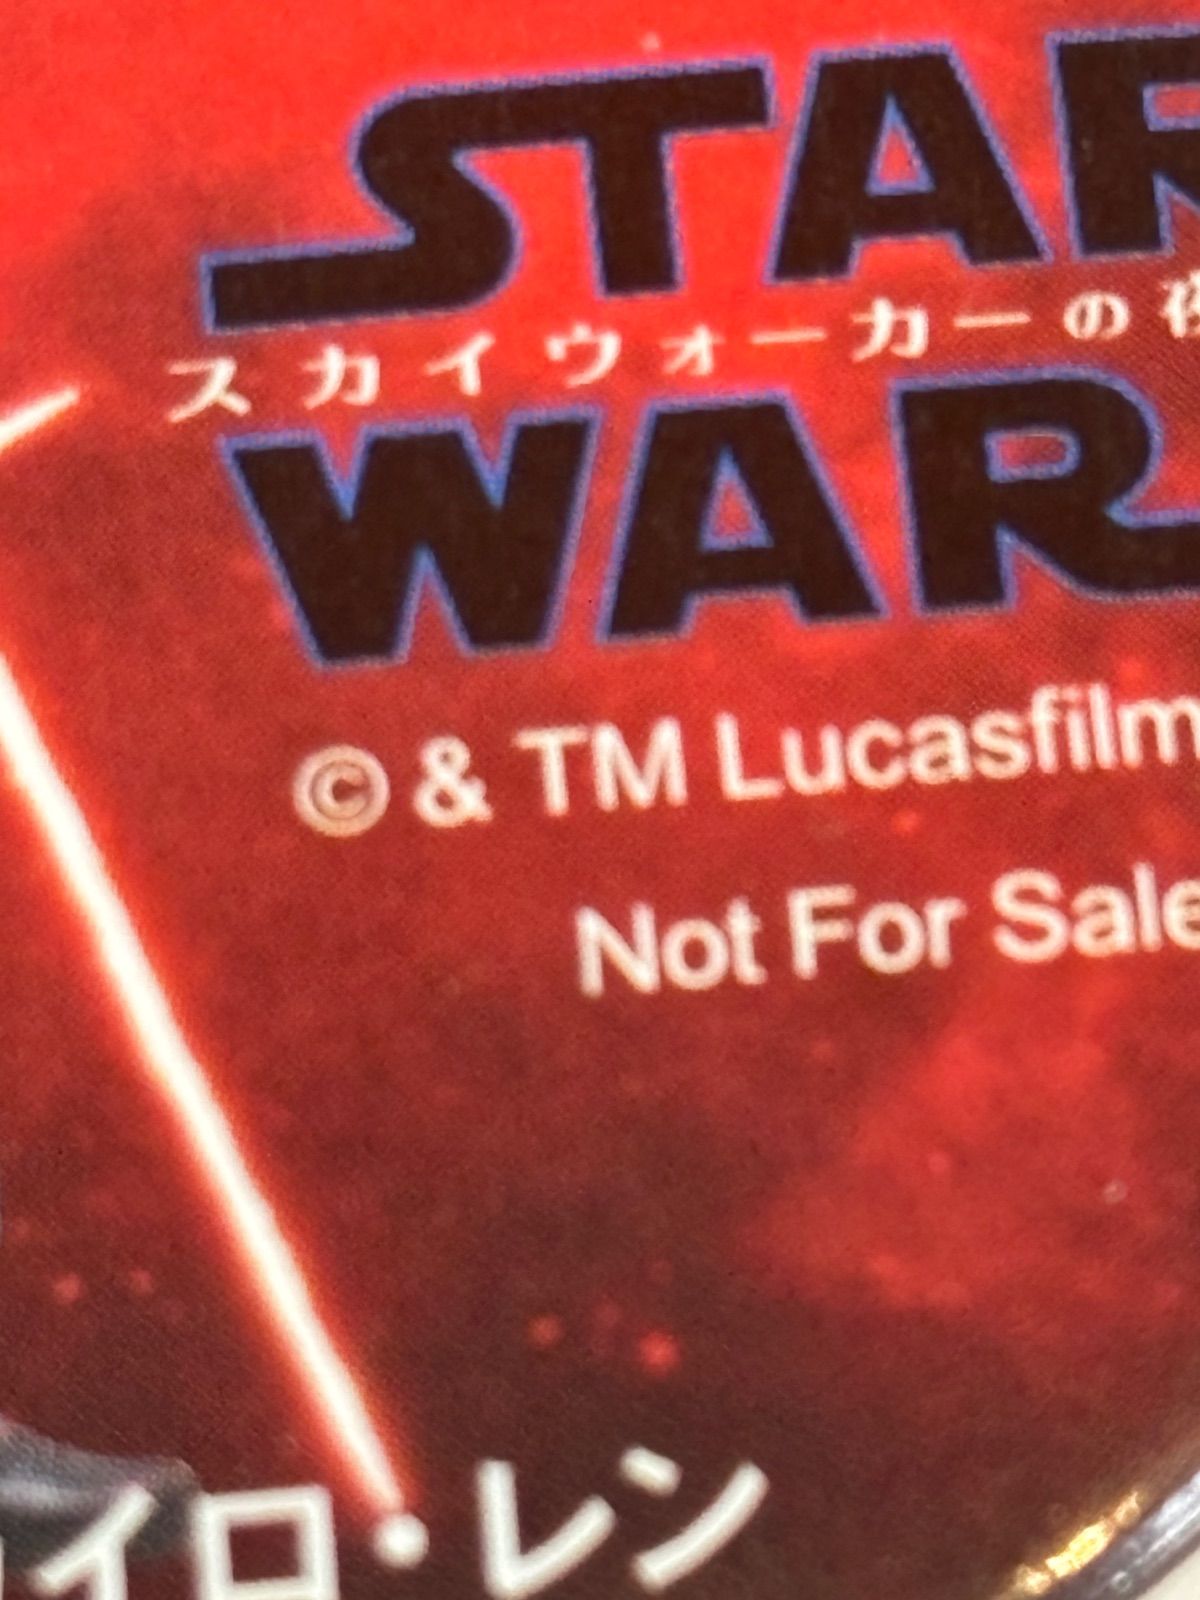 STAR
スカイウォーカーの夜
WAR
© & TM Lucasfilm
Not For Sale
イロ・レン